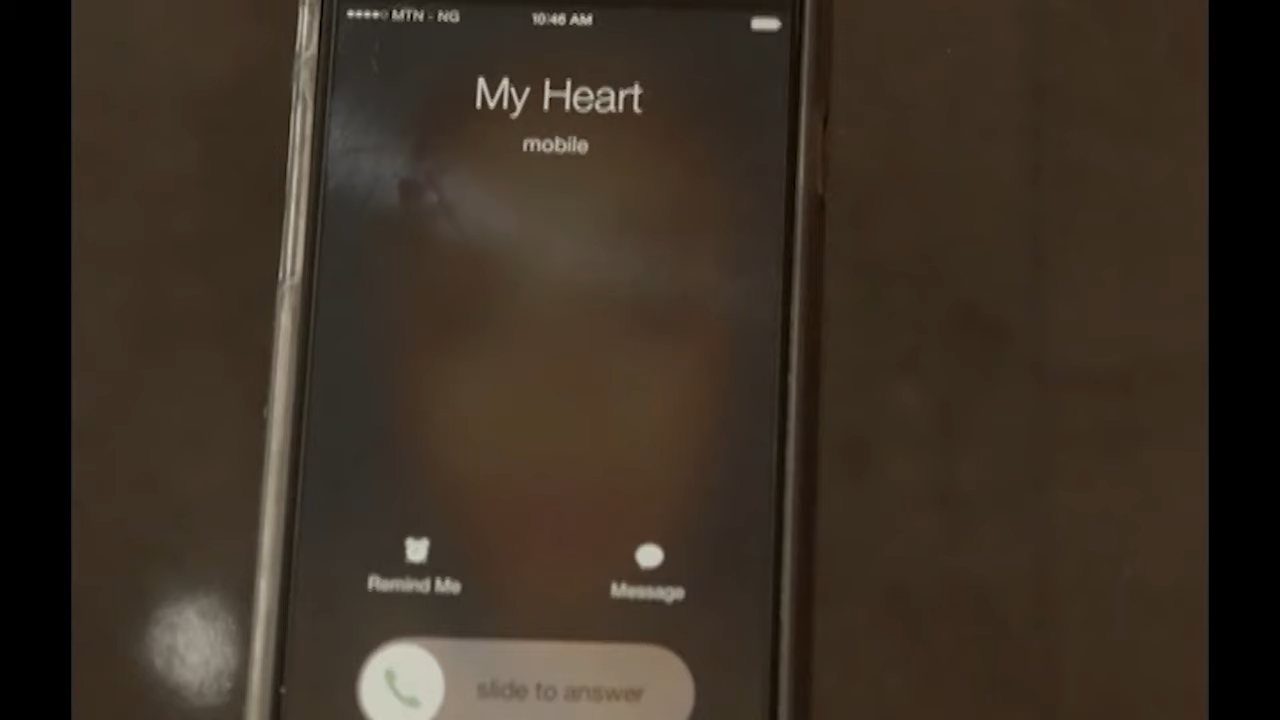 MTN - NG 10:46 AM
My Heart
mobile
Remind Me Message
slide to answer